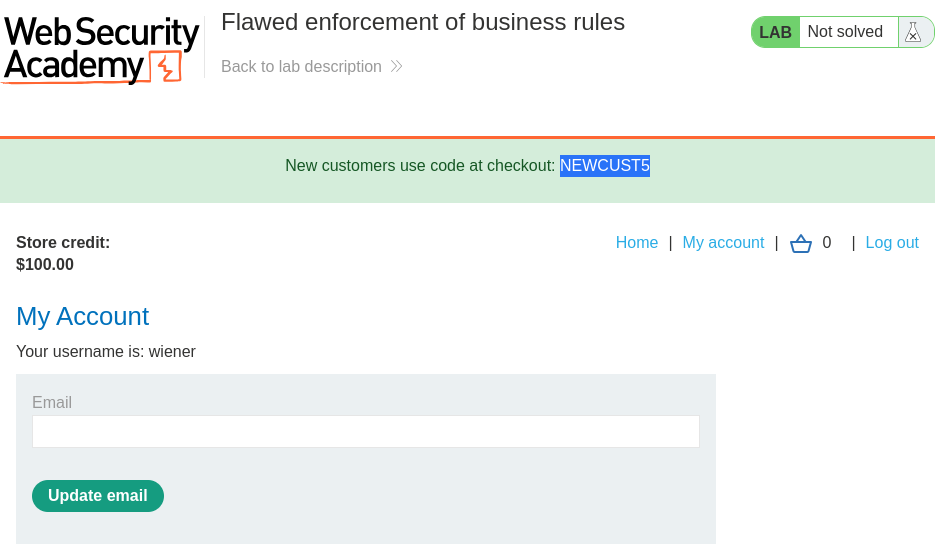 Web Security
Academy
Flawed enforcement of business rules
Back to lab description
LAB Not solved
New customers use code at checkout: NEWCUST5
Store credit:
$100.00
Home | My account | 0 | Log out
My Account
Your username is: wiener
Email
Update email